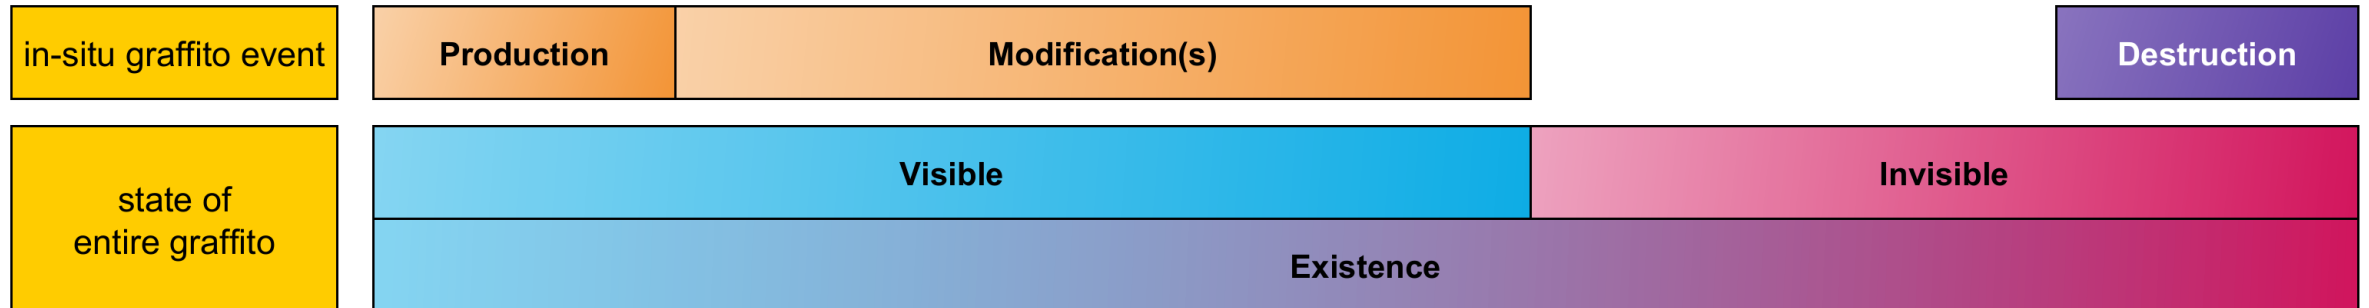 in-situ graffito event
Production
Modification(s)
Destruction
state of
entire graffito
Visible
Invisible
Existence